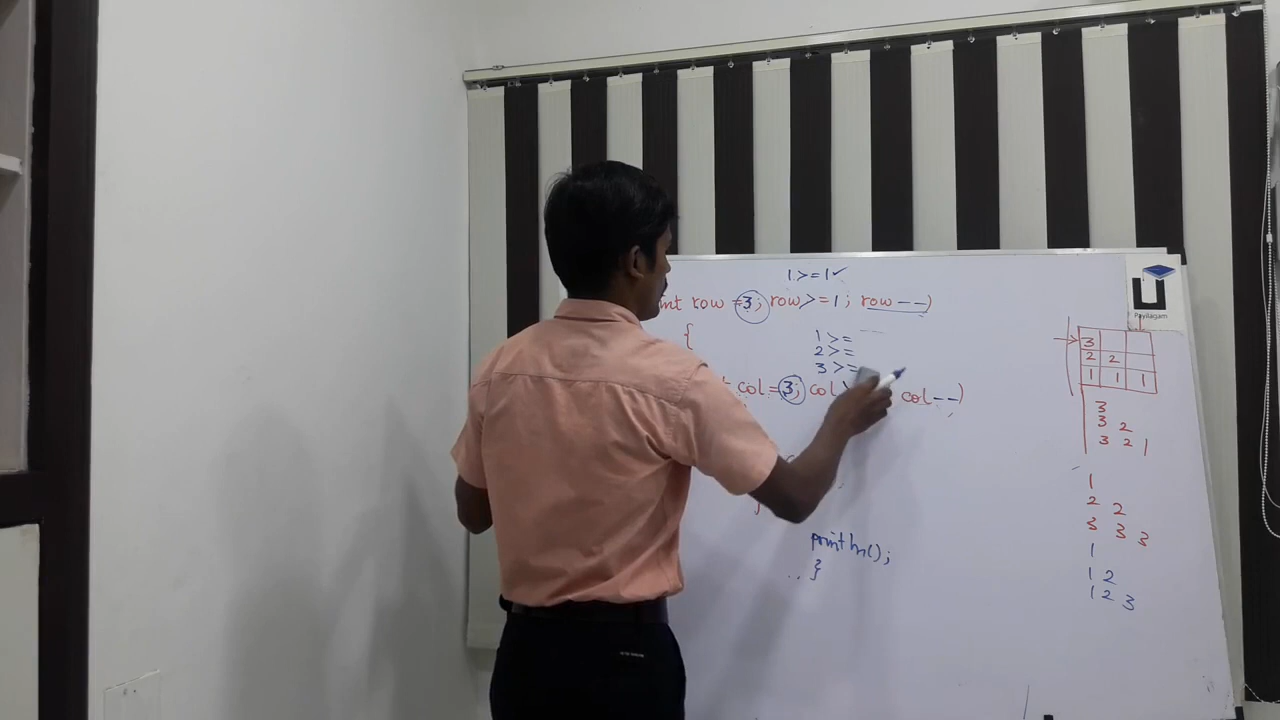 1 >= 1 ✓
int row = 3; row >= 1; row --)
{
1 >=
2 >=
3 >=
col = 3; col col --)
println();
}
Payilagam
3
2 2
1 1 1
3
3 2
3 2 1
1
2 2
3 3 3
1
1 2
1 2 3